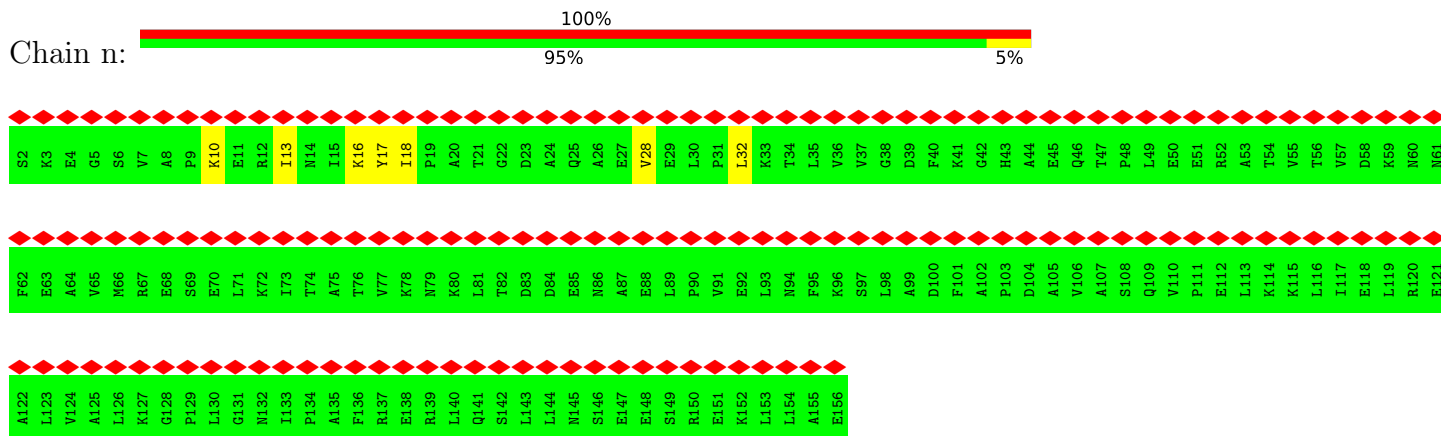 100%
Chain n:
95% 5%
S2 K3 E4 G5 S6 V7 A8 P9 K10 E11 R12 I13 N14 I15 K16 Y17 I18 P19 A20 T21 G22 D23 A24 Q25 A26 E27 V28 E29 L30 P31 L32 K33 T34 L35 V36 V37 G38 D39 F40 K41 G42 H43 A44 E45 Q46 T47 P48 L49 E50 E51 R52 A53 T54 V55 T56 V57 D58 K59 N60 N61
F62 E63 A64 V65 M66 R67 E68 S69 E70 L71 K72 I73 T74 A75 T76 V77 K78 N79 K80 L81 T82 D83 D84 E85 N86 A87 E88 L89 P90 V91 E92 L93 N94 F95 K96 S97 L98 A99 D100 F101 A102 P103 D104 A105 V106 A107 S108 Q109 V110 P111 E112 L113 K114 K115 L116 I117 E118 L119 R120 E121
A122 L123 V124 A125 L126 K127 G128 P129 L130 G131 N132 I133 P134 A135 F136 R137 E138 R139 L140 Q141 S142 L143 L144 N145 S146 E147 E148 S149 R150 E151 K152 L153 L154 A155 E156